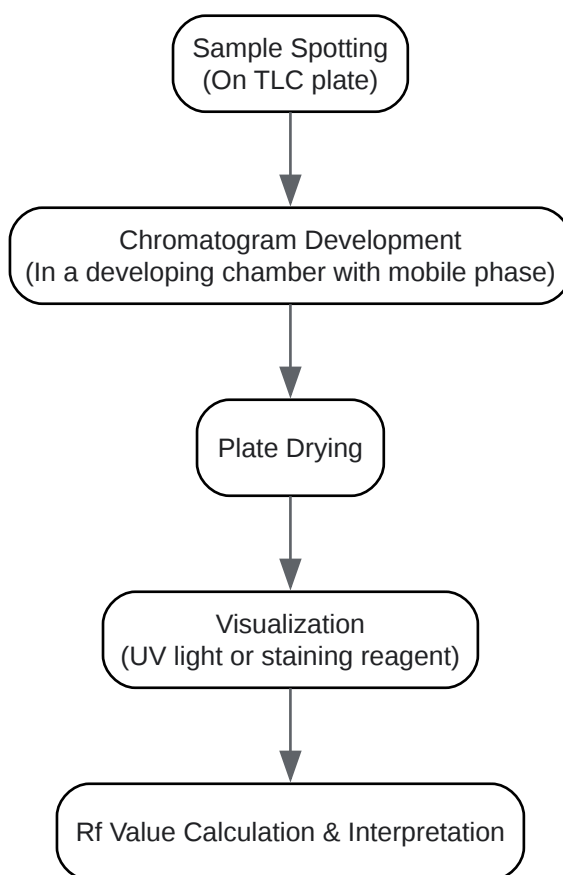 Sample Spotting
(On TLC plate)
Chromatogram Development
(In a developing chamber with mobile phase)
Plate Drying
Visualization
(UV light or staining reagent)
Rf Value Calculation & Interpretation